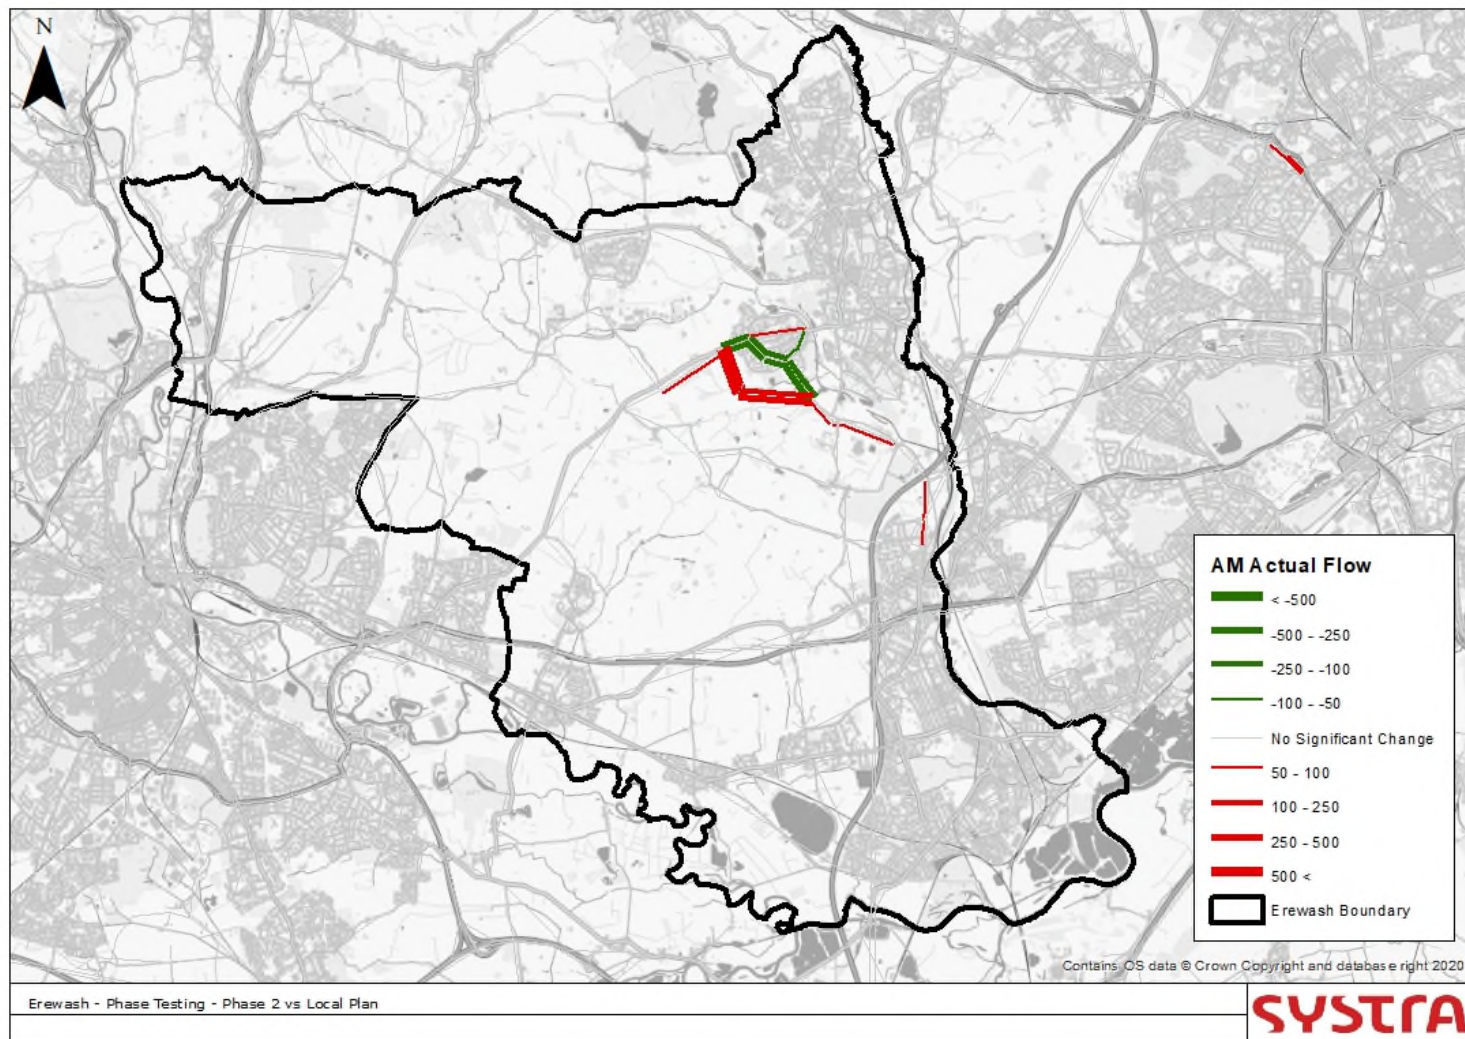 N
AM Actual Flow
< -500
-500 - -250
-250 - -100
-100 - -50
No Significant Change
50 - 100
100 - 250
250 - 500
500 <
Erewash Boundary
Contains OS data © Crown Copyright and database right 2020
Erewash - Phase Testing - Phase 2 vs Local Plan
SYSTRA